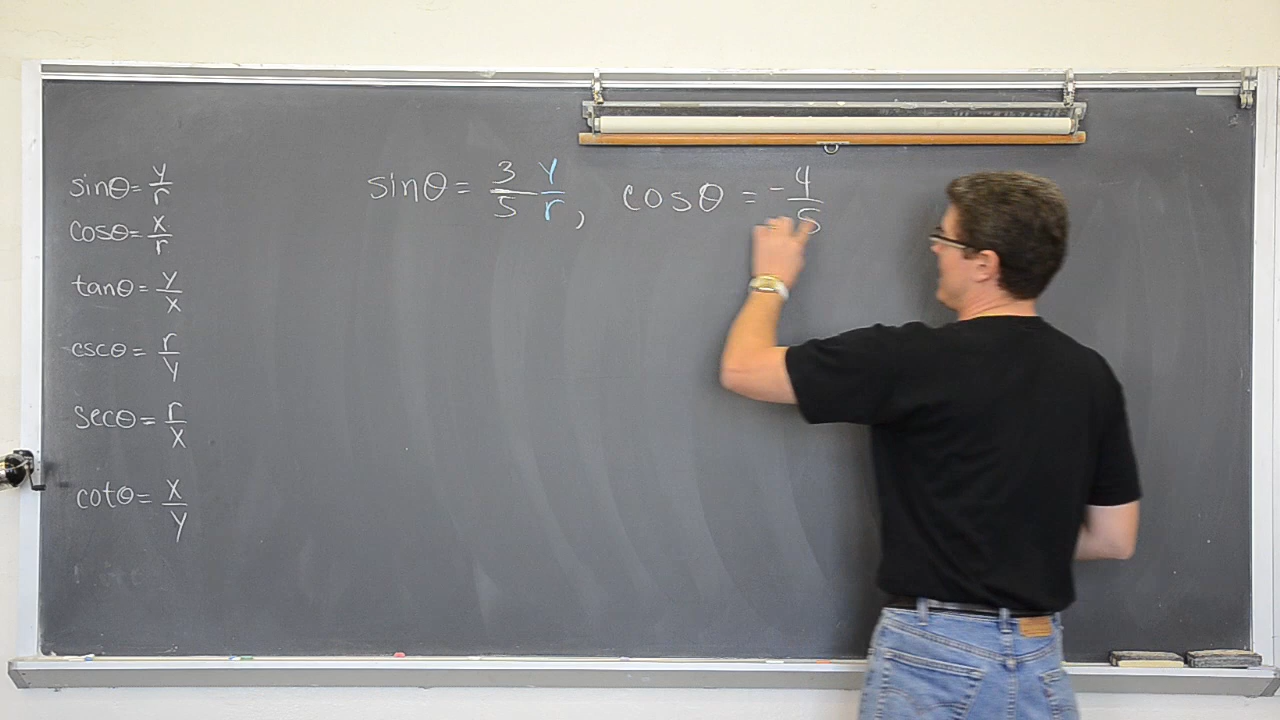 sinθ = y/r
cosθ = x/r
tanθ = y/x
cscθ = r/y
secθ = r/x
cotθ = x/y
sinθ = 3/5 y/r , cosθ = -4/5